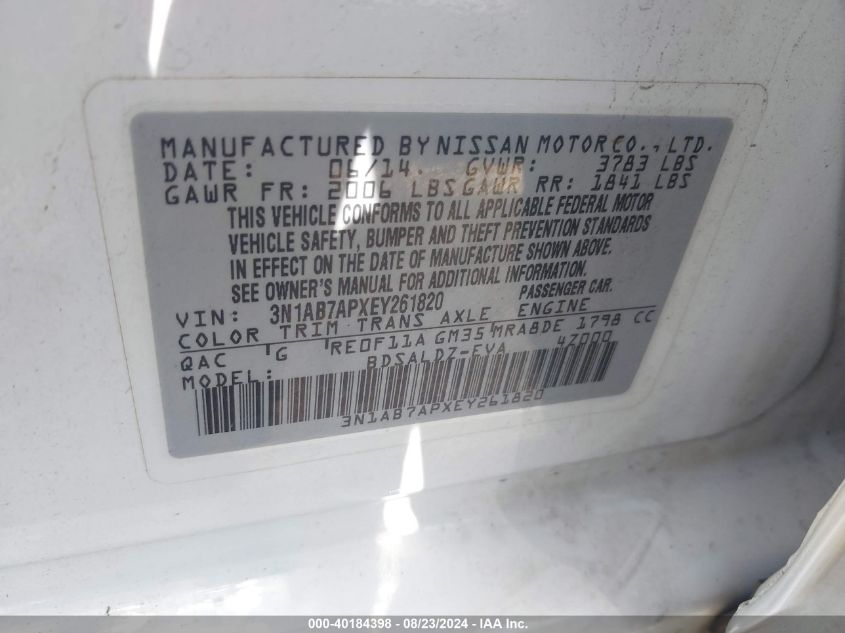 MANUFACTURED BY NISSAN MOTOR CO., LTD.
DATE: 06/14. GVWR: 3783 LBS
GAWR FR: 2006 LBS GAWR RR: 1841 LBS
THIS VEHICLE CONFORMS TO ALL APPLICABLE FEDERAL MOTOR
VEHICLE SAFETY, BUMPER AND THEFT PREVENTION STANDARDS
IN EFFECT ON THE DATE OF MANUFACTURE SHOWN ABOVE.
SEE OWNER'S MANUAL FOR ADDITIONAL INFORMATION.
VIN: 3N1AB7APXEY261820 PASSENGER CAR.
COLOR TRIM TRANS AXLE ENGINE
QAC G RE0F11A GM35 MRA8DE 1798 CC
MODEL: BDSALDZ-EVA 47000
3N1AB7APXEY261820
000-40184398 - 08/23/2024 - IAA Inc.